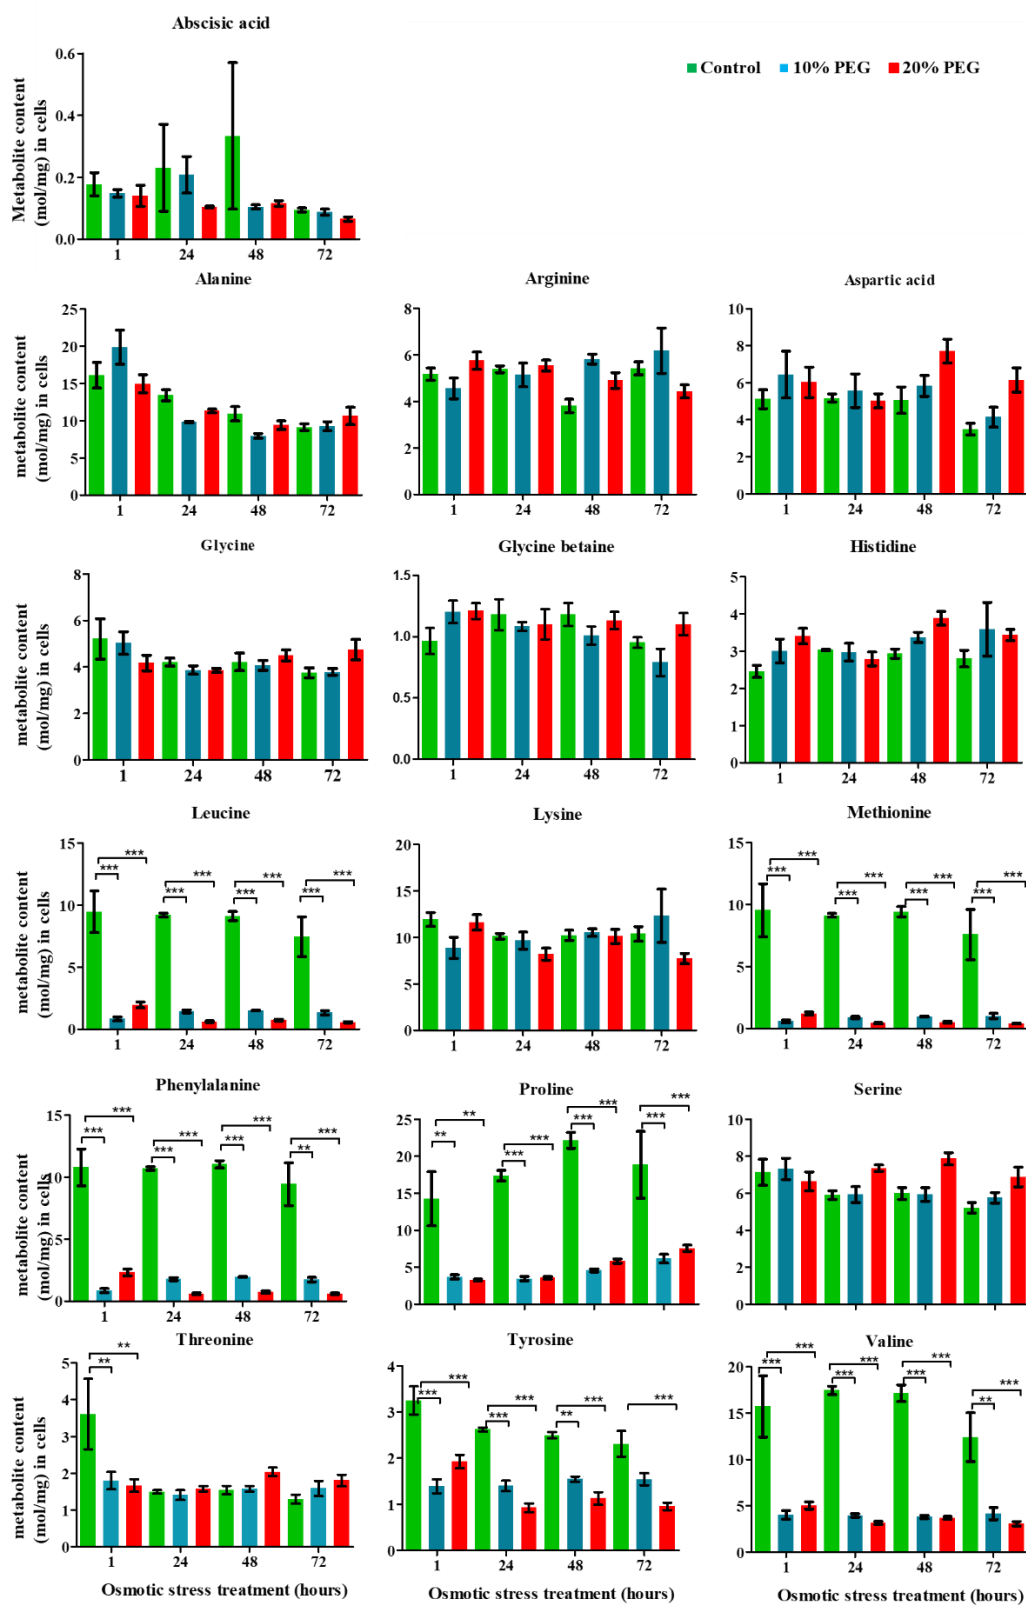 Abscisic acid
Control 10% PEG 20% PEG
Metabolite content
(mol/mg) in cells
0.6
0.4
0.2
0.0
1 24 48 72
Alanine
metabolite content
(mol/mg) in cells
25
20
15
10
5
0
1 24 48 72
Arginine
8
6
4
2
0
1 24 48 72
Aspartic acid
10
8
6
4
2
0
1 24 48 72
Glycine
metabolite content
(mol/mg) in cells
8
6
4
2
0
1 24 48 72
Glycine betaine
1.5
1.0
0.5
0.0
1 24 48 72
Histidine
5
4
3
2
1
0
1 24 48 72
Leucine
metabolite content
(mol/mg) in cells
15
10
5
0
*** *** *** ***
*** *** *** ***
1 24 48 72
Lysine
20
15
10
5
0
1 24 48 72
Methionine
15
10
5
0
*** *** *** ***
*** *** *** ***
1 24 48 72
Phenylalanine
metabolite content
(mol/mg) in cells
15
10
5
0
*** *** *** ***
*** *** *** **
1 24 48 72
Proline
25
20
15
10
5
0
** *** *** ***
** *** *** ***
1 24 48 72
Serine
10
8
6
4
2
0
1 24 48 72
Threonine
metabolite content
(mol/mg) in cells
5
4
3
2
1
0
**
**
1 24 48 72
Osmotic stress treatment (hours)
Tyrosine
4
3
2
1
0
*** *** *** ***
*** *** **
1 24 48 72
Osmotic stress treatment (hours)
Valine
20
15
10
5
0
*** *** *** ***
*** *** *** **
1 24 48 72
Osmotic stress treatment (hours)